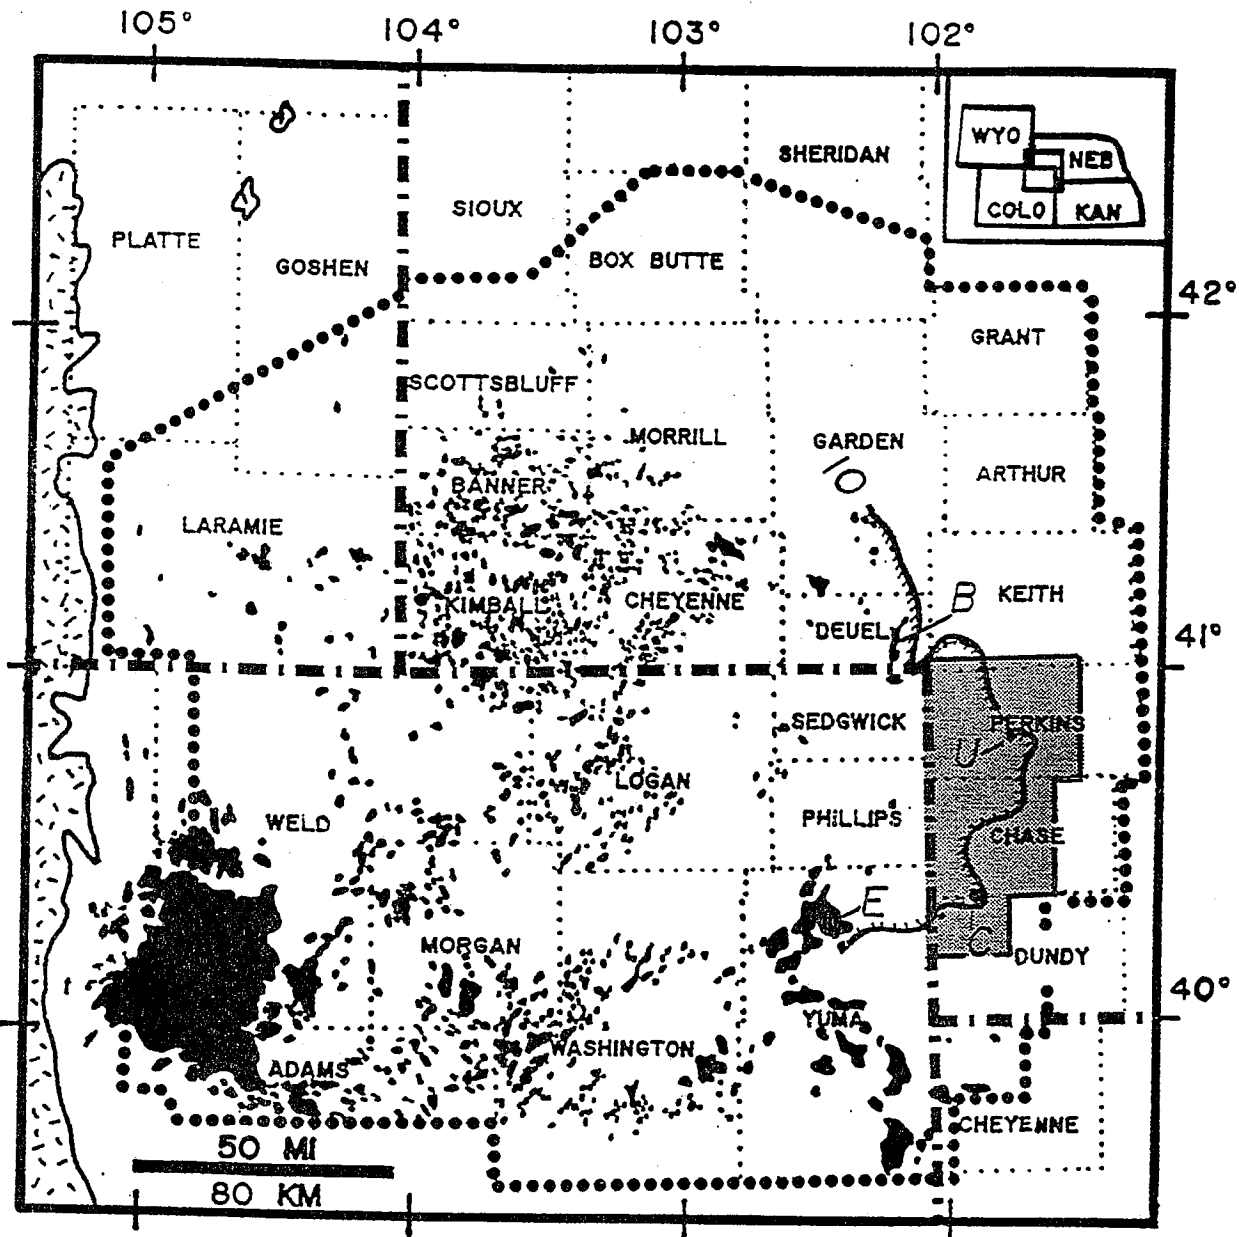 105° 104° 103° 102°
WYO
NEB
COLO KAN
SHERIDAN
SIOUX
PLATTE
GOSHEN
BOX BUTTE
42°
GRANT
SCOTTSBLUFF
MORRILL
GARDEN
ARTHUR
10
BANNER
LARAMIE
KIMBALL
CHEYENNE
KEITH
B
DEUEL
41°
SEDGWICK
PERKINS
U
LOGAN
WELD
PHILLIPS
CHASE
E
MORGAN
C
DUNDY
40°
YUMA
WASHINGTON
ADAMS
CHEYENNE
50 MI
80 KM